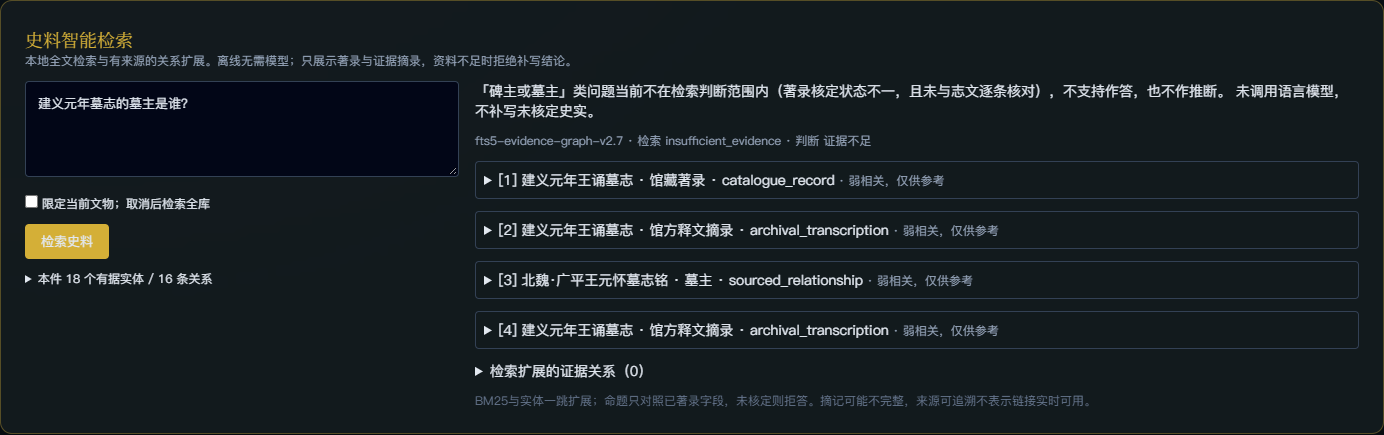 史料智能检索
本地全文检索与有来源的关系扩展。离线无需模型；只展示著录与证据摘录，资料不足时拒绝补写结论。
建义元年墓志的墓主是谁？
限定当前文物；取消后检索全库
检索史料
▶ 本件 18 个有据实体 / 16 条关系
「碑主或墓主」类问题当前不在检索判断范围内（著录核定状态不一，且未与志文逐条核对），不支持作答，也不作推断。 未调用语言模型，
不补写未核定史实。
fts5-evidence-graph-v2.7 · 检索 insufficient_evidence · 判断 证据不足
▶ [1] 建义元年王诵墓志 · 馆藏著录 · catalogue_record · 弱相关，仅供参考
▶ [2] 建义元年王诵墓志 · 馆方释文摘录 · archival_transcription · 弱相关，仅供参考
▶ [3] 北魏·广平王元怀墓志铭 · 墓主 · sourced_relationship · 弱相关，仅供参考
▶ [4] 建义元年王诵墓志 · 馆方释文摘录 · archival_transcription · 弱相关，仅供参考
▶ 检索扩展的证据关系（0）
BM25与实体一跳扩展；命题只对照已著录字段，未核定则拒答。摘记可能不完整，来源可追溯不表示链接实时可用。